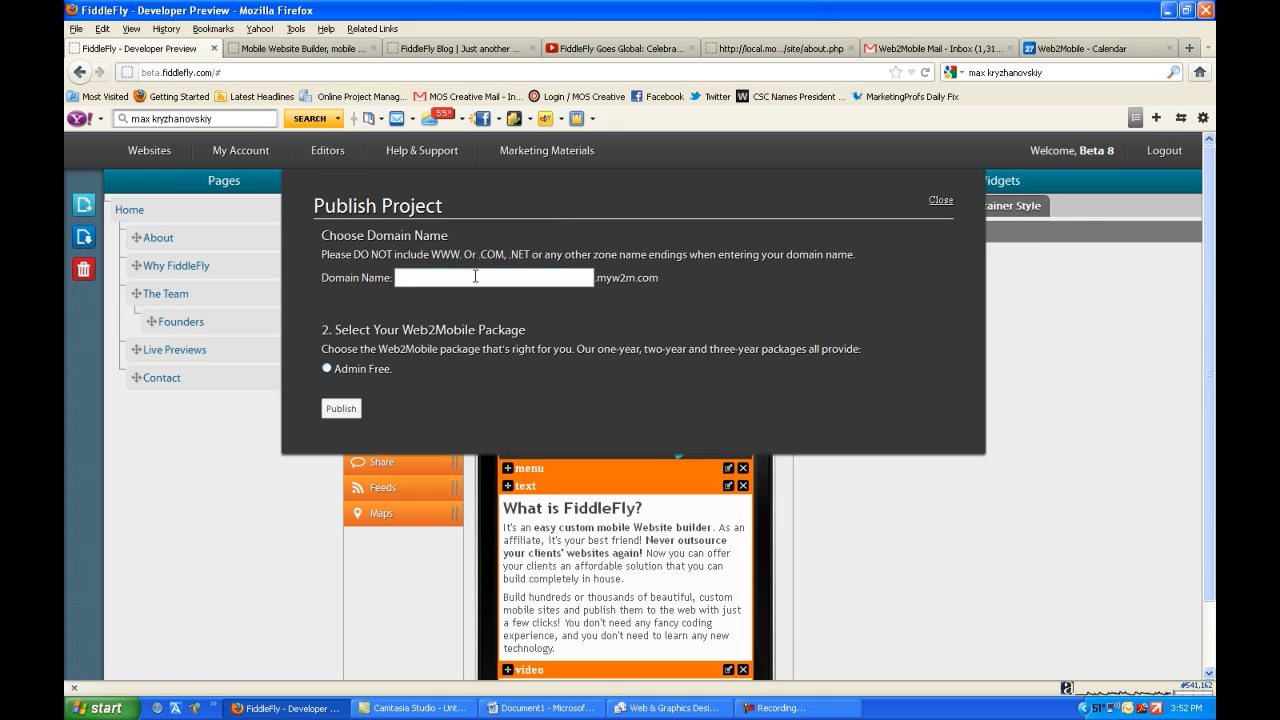 FiddleFly - Developer Preview - Mozilla Firefox
File Edit View History Bookmarks Yahoo! Tools Help Related Links
FiddleFly - Developer Preview
Mobile Website Builder, mobile ...
FiddleFly Blog | Just another ...
FiddleFly Goes Global: Celebra...
http://local.mo.../site/about.php
Web2Mobile Mail - Inbox (1,31...
27 Web2Mobile - Calendar
beta.fiddlefly.com/#
max kryzhanovskiy
Most Visited Getting Started Latest Headlines Online Project Manag... MOS Creative Mail - In... Login / MOS Creative Facebook Twitter CSC Names President ... MarketingProfs Daily Fix
max kryzhanovskiy SEARCH 55°
Websites My Account Editors Help & Support Marketing Materials Welcome, Beta 8 Logout
Pages
Widgets
Home
About
Why FiddleFly
The Team
Founders
Live Previews
Contact
tainer Style
Publish Project
Close
Choose Domain Name
Please DO NOT include WWW. Or .COM, .NET or any other zone name endings when entering your domain name.
Domain Name: .myw2m.com
2. Select Your Web2Mobile Package
Choose the Web2Mobile package that's right for you. Our one-year, two-year and three-year packages all provide:
Admin Free.
Publish
Share
Feeds
Maps
menu
text
What is FiddleFly?
It's an easy custom mobile Website builder. As an
affiliate, it's your best friend! Never outsource
your clients' websites again! Now you can offer
your clients an affordable solution that you can
build completely in house.
Build hundreds or thousands of beautiful, custom
mobile sites and publish them to the web with just
a few clicks! You don't need any fancy coding
experience, and you don't need to learn any new
technology.
video
#541,162
start
FiddleFly - Developer ...
Camtasia Studio - Unt...
Document1 - Microsof...
Web & Graphics Desi...
Recording...
51°
3:52 PM